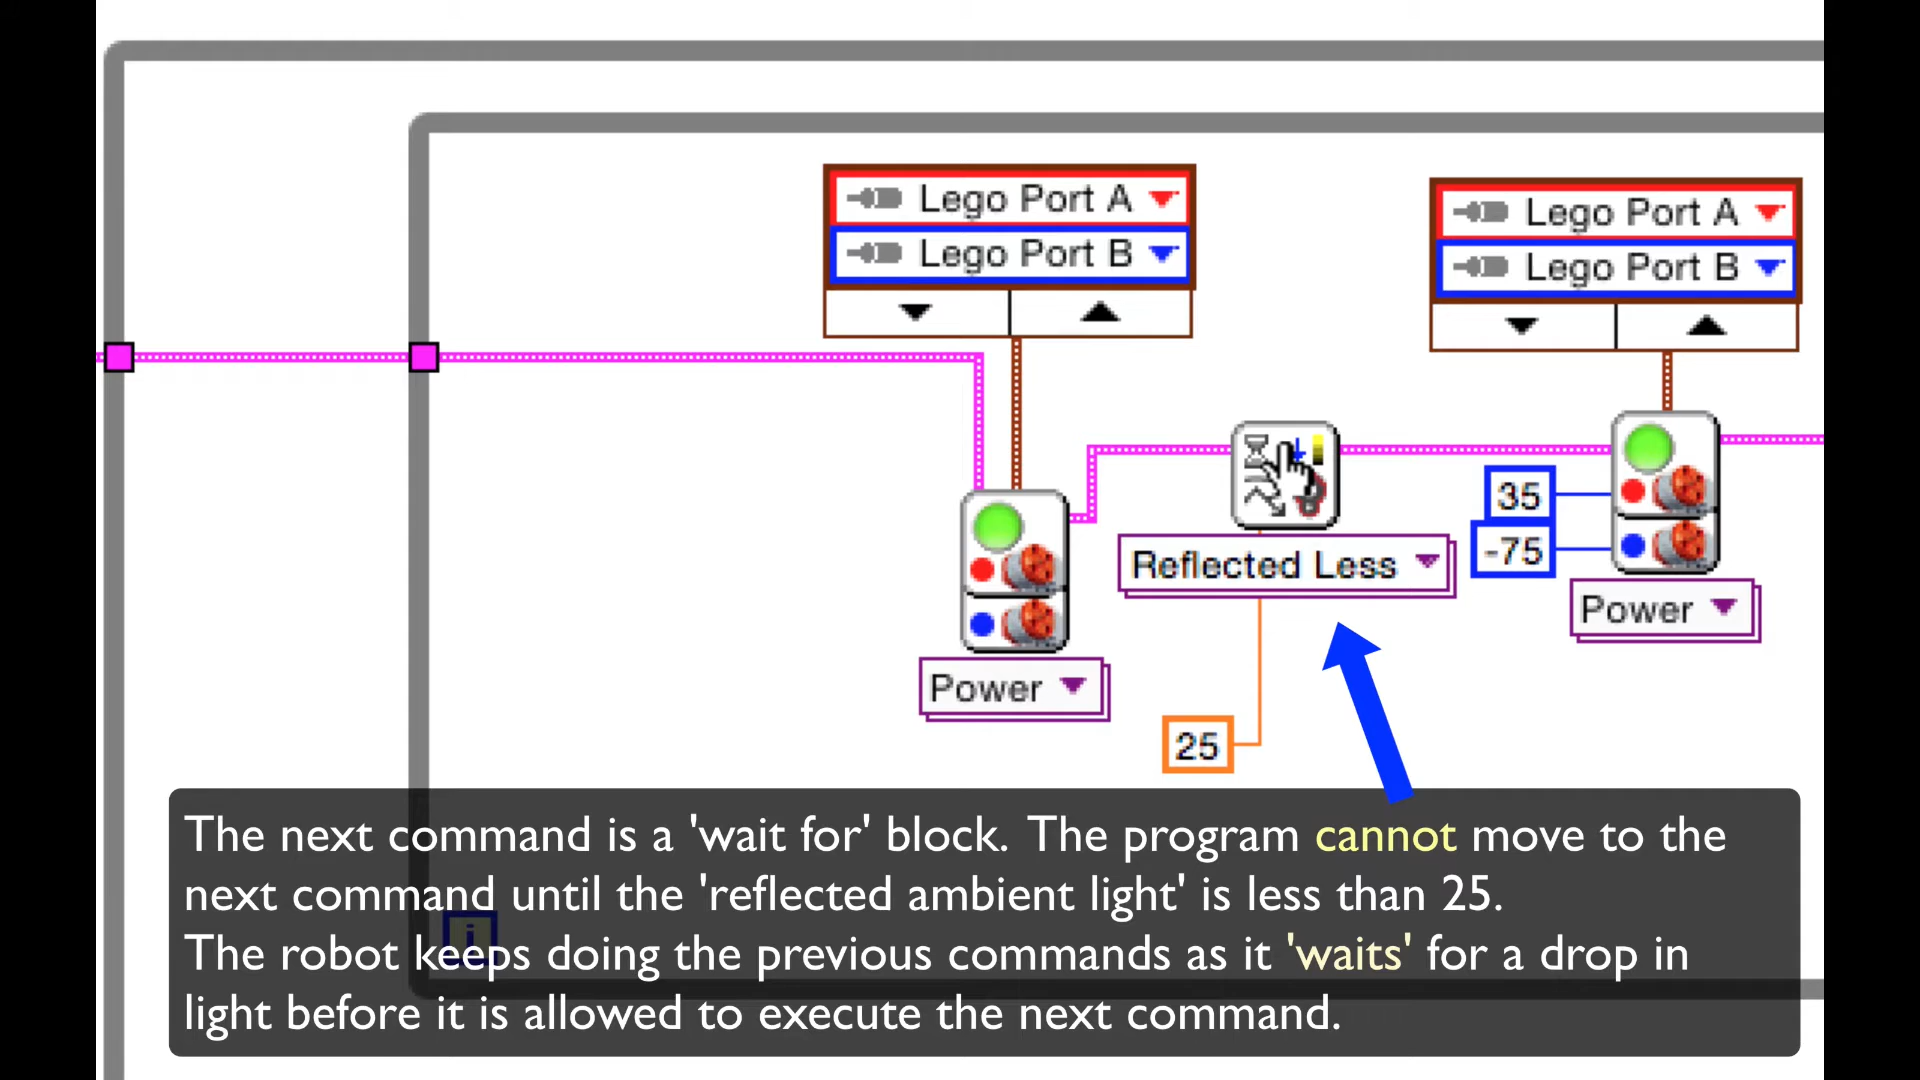 Lego Port A
Lego Port B
Lego Port A
Lego Port B
35
-75
Reflected Less
Power
Power
25
i
The next command is a 'wait for' block. The program cannot move to the
next command until the 'reflected ambient light' is less than 25.
The robot keeps doing the previous commands as it 'waits' for a drop in
light before it is allowed to execute the next command.